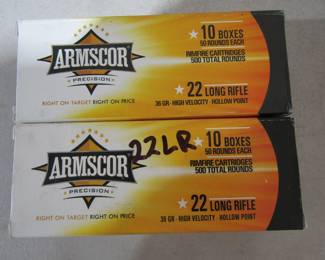 ARMSCOR
PRECISION
RIGHT ON TARGET RIGHT ON PRICE
10 BOXES
50 ROUNDS EACH
RIMFIRE CARTRIDGES
500 TOTAL ROUNDS
22 LONG RIFLE
36 GR - HIGH VELOCITY - HOLLOW POINT
ARMSCOR
PRECISION
RIGHT ON TARGET RIGHT ON PRICE
22LR
10 BOXES
50 ROUNDS EACH
RIMFIRE CARTRIDGES
500 TOTAL ROUNDS
22 LONG RIFLE
36 GR - HIGH VELOCITY - HOLLOW POINT